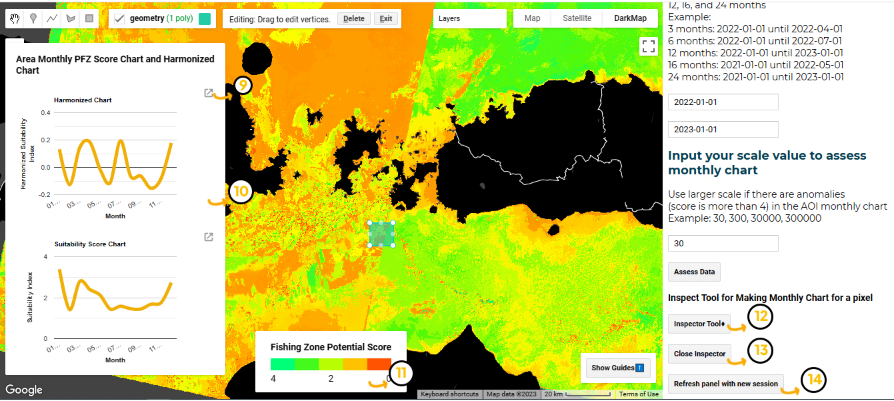 geometry (1 poly)
Editing: Drag to edit vertices. Delete Exit
Layers
Map Satellite DarkMap
Area Monthly PFZ Score Chart and Harmonized
Chart
9
Harmonized Chart
0.4
0.2
0.0
-0.2
Harmonized Suitability
Index
01… 03… 05… 07… 09… 11…
Month
10
Suitability Score Chart
4
2
0
Suitability Index
01… 03… 05… 07… 09… 11…
Month
Fishing Zone Potential Score
4 2 0
11
Google
Show Guides
Keyboard shortcuts Map data ©2023 20 km Terms of Use
12, 16, and 24 months
Example:
3 months: 2022-01-01 until 2022-04-01
6 months: 2022-01-01 until 2022-07-01
12 months: 2022-01-01 until 2023-01-01
16 months: 2021-01-01 until 2022-05-01
24 months: 2021-01-01 until 2023-01-01
2022-01-01
2023-01-01
Input your scale value to assess
monthly chart
Use larger scale if there are anomalies
(score is more than 4) in the AOI monthly chart
Example: 30, 300, 30000, 300000
30
Assess Data
Inspect Tool for Making Monthly Chart for a pixel
Inspector Tool
12
Close Inspector
13
Refresh panel with new session
14